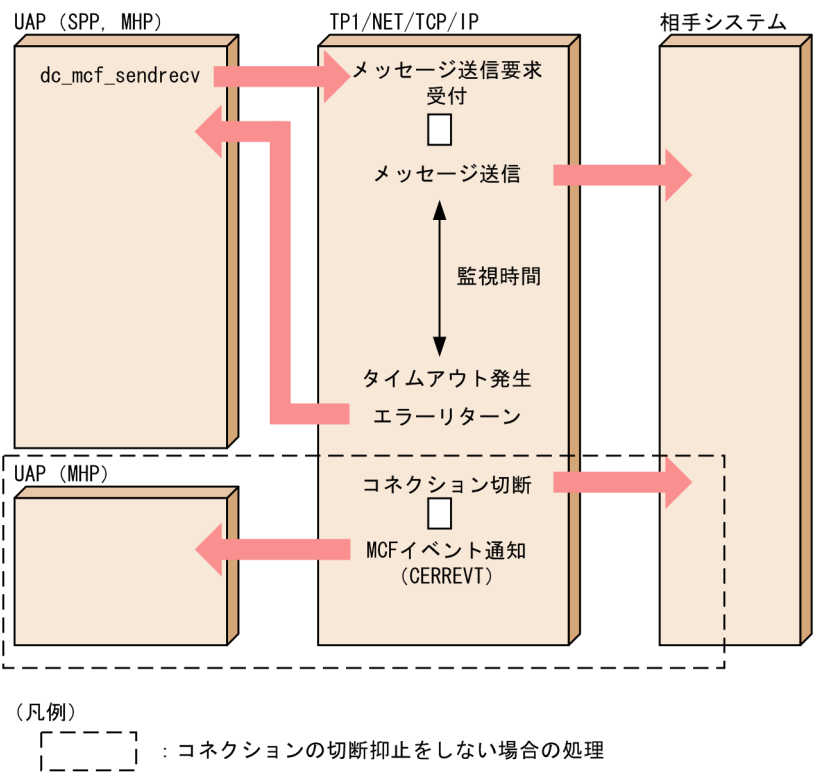 UAP（SPP，MHP）
TP1/NET/TCP/IP
相手システム
dc_mcf_sendrecv
メッセージ送信要求
受付
メッセージ送信
監視時間
タイムアウト発生
エラーリターン
UAP（MHP）
コネクション切断
MCFイベント通知
（CERREVT）
（凡例）
：コネクションの切断抑止をしない場合の処理